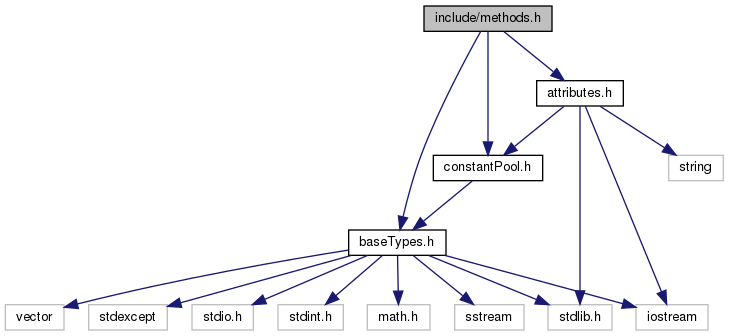 include/methods.h
attributes.h
constantPool.h
string
baseTypes.h
vector
stdexcept
stdio.h
stdint.h
math.h
sstream
stdlib.h
iostream